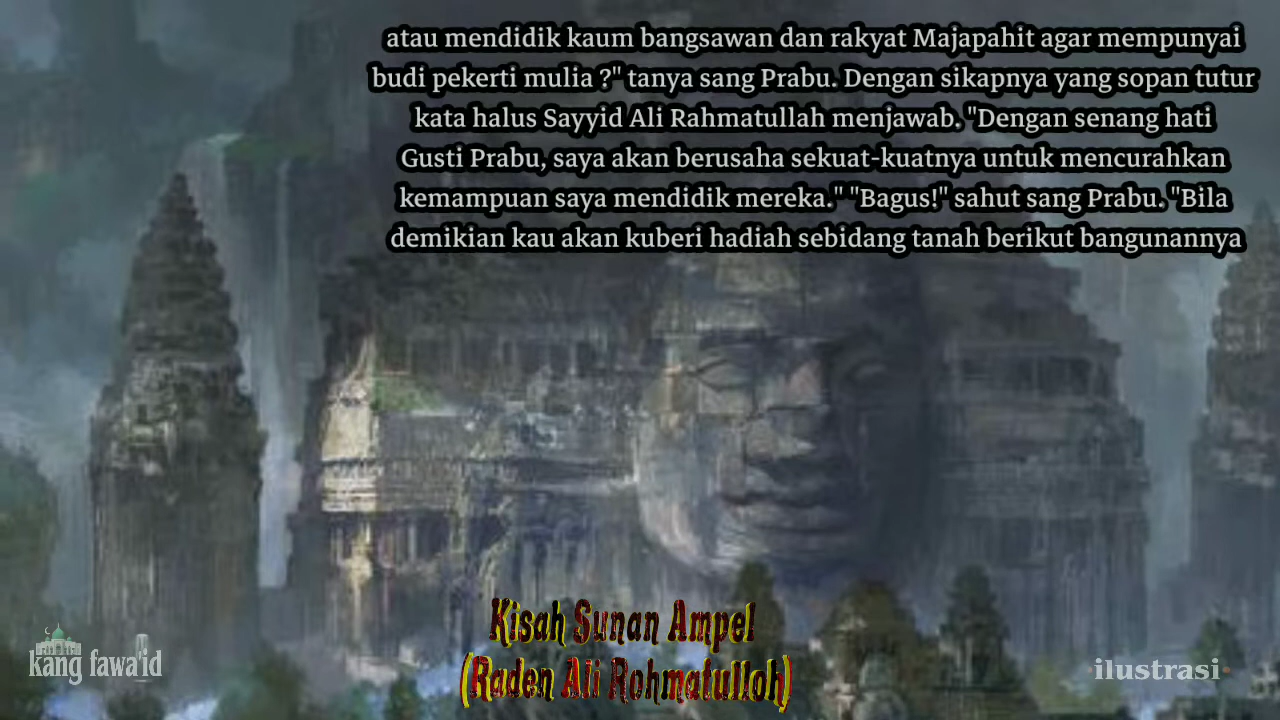 atau mendidik kaum bangsawan dan rakyat Majapahit agar mempunyai
budi pekerti mulia ?" tanya sang Prabu. Dengan sikapnya yang sopan tutur
kata halus Sayyid Ali Rahmatullah menjawab. "Dengan senang hati
Gusti Prabu, saya akan berusaha sekuat-kuatnya untuk mencurahkan
kemampuan saya mendidik mereka." "Bagus!" sahut sang Prabu. "Bila
demikian kau akan kuberi hadiah sebidang tanah berikut bangunannya
Kisah Sunan Ampel
(Raden Ali Rohmatulloh)
kang fawa'id
·ilustrasi·